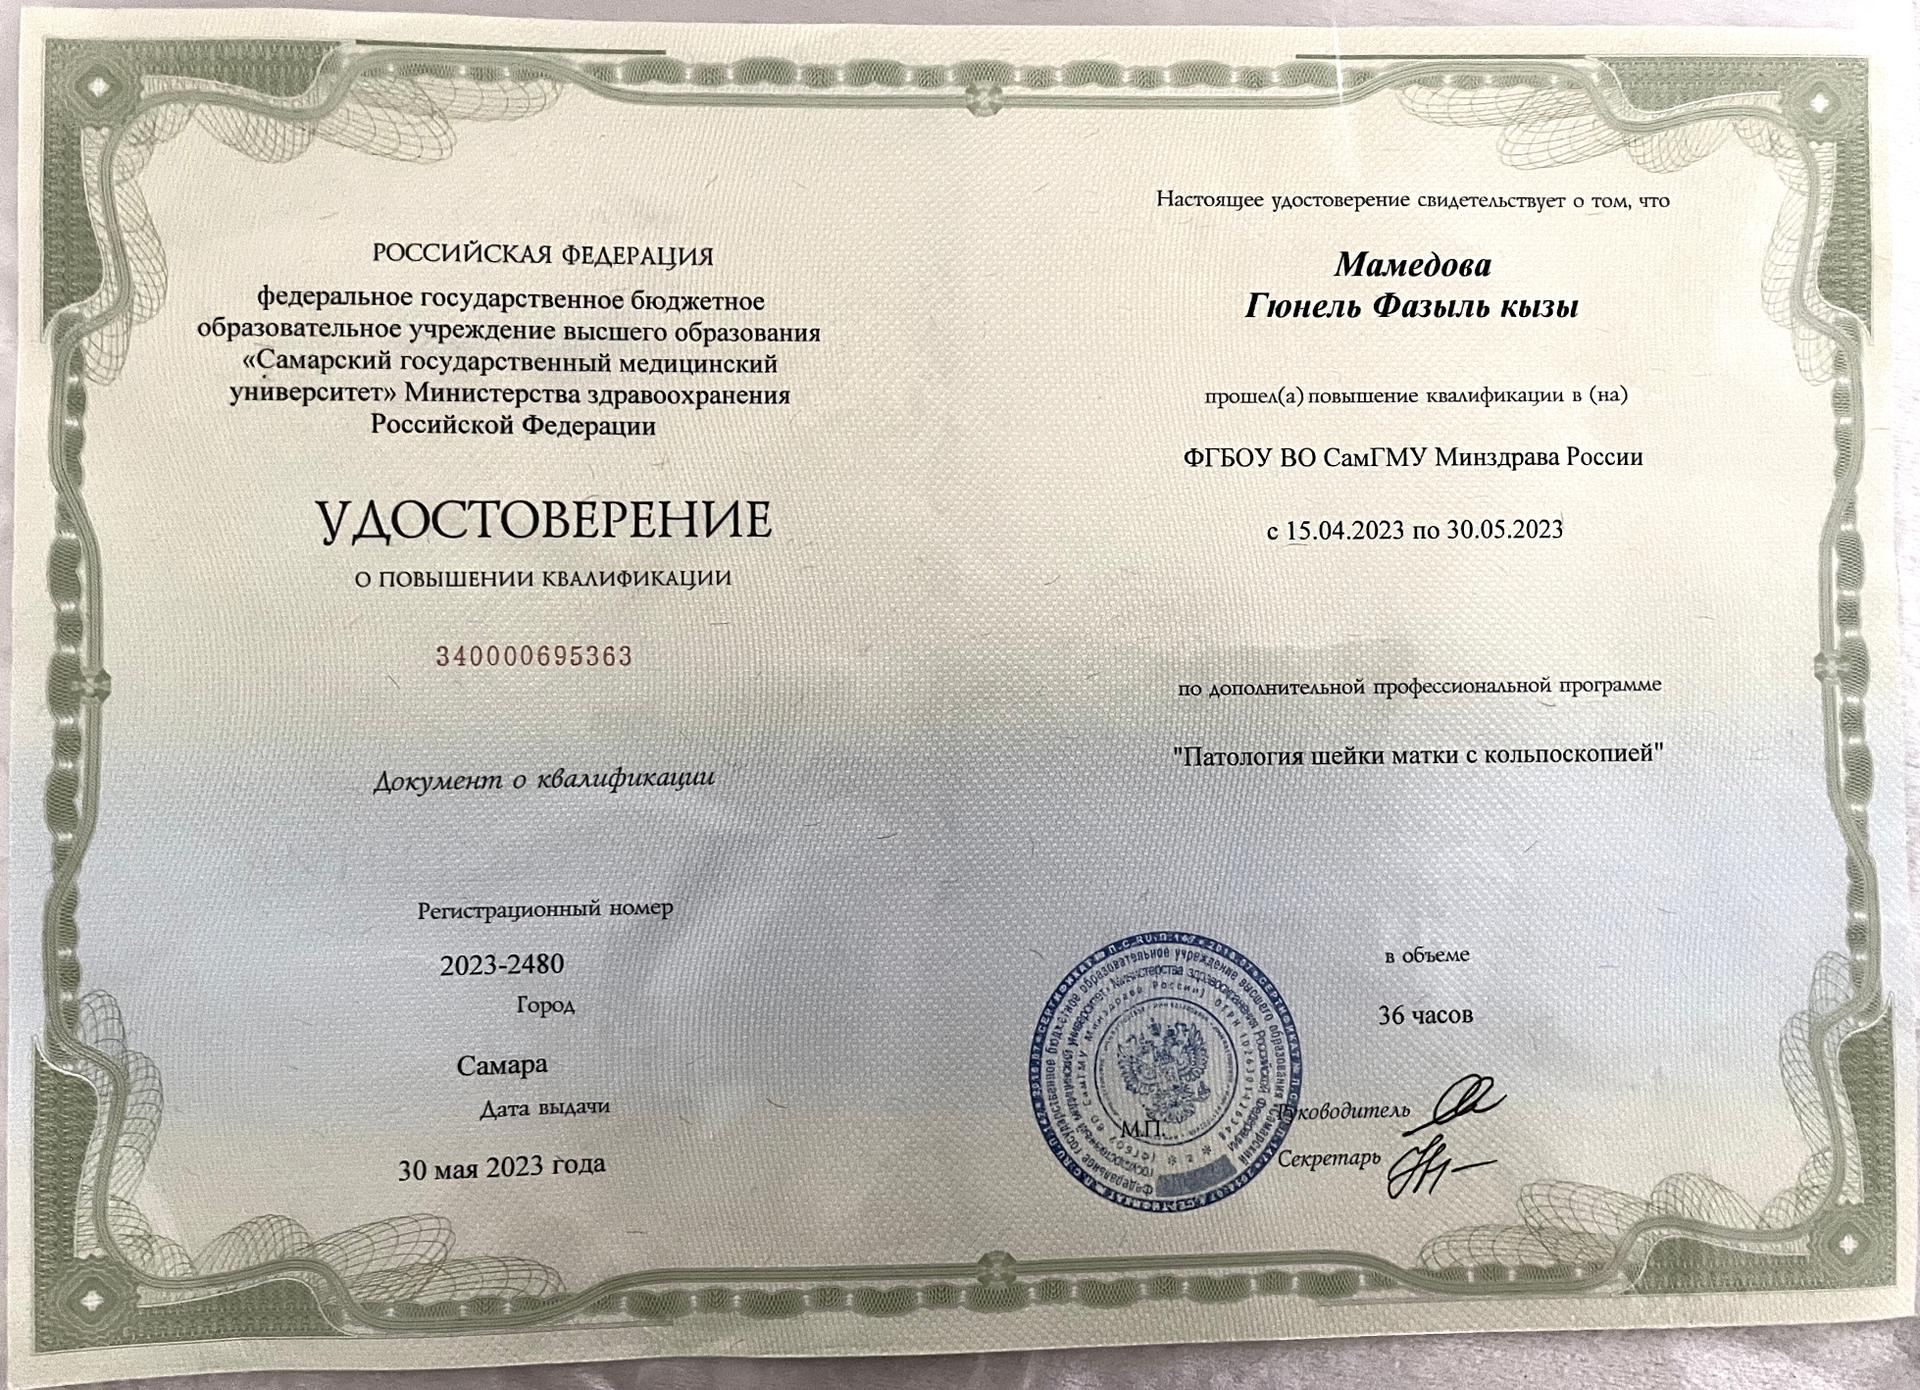 РОССИЙСКАЯ ФЕДЕРАЦИЯ
федеральное государственное бюджетное
образовательное учреждение высшего образования
«Самарский государственный медицинский
университет» Министерства здравоохранения
Российской Федерации
УДОСТОВЕРЕНИЕ
О ПОВЫШЕНИИ КВАЛИФИКАЦИИ
340000695363
Документ о квалификации
Регистрационный номер
2023-2480
Город
Самара
Дата выдачи
30 мая 2023 года
Настоящее удостоверение свидетельствует о том, что
Мамедова
Гюнель Фазыль кызы
прошел(а) повышение квалификации в (на)
ФГБОУ ВО СамГМУ Минздрава России
с 15.04.2023 по 30.05.2023
по дополнительной профессиональной программе
"Патология шейки матки с кольпоскопией"
в объеме
36 часов
Руководитель
Секретарь
М.П.